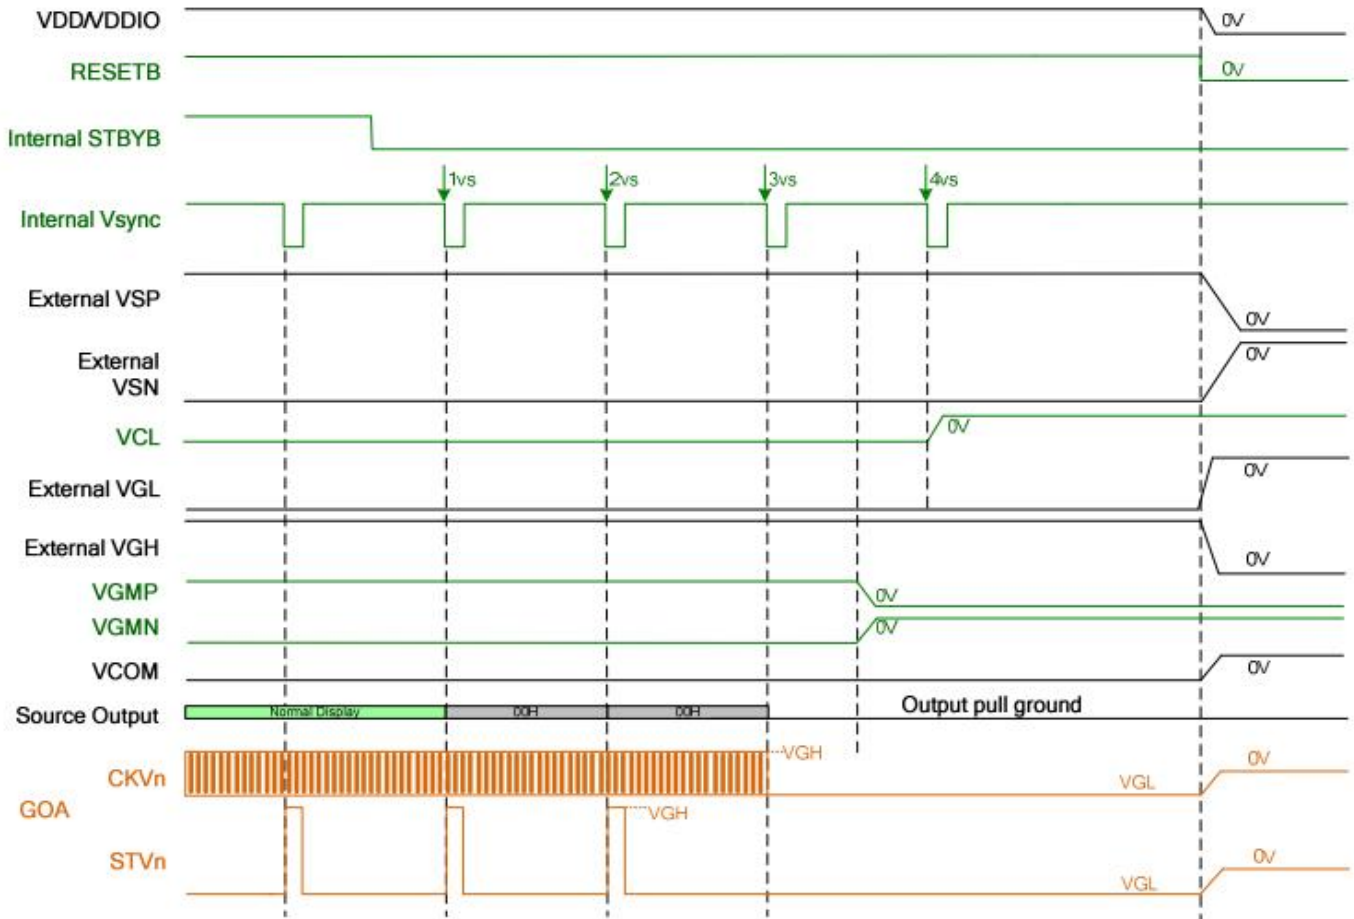 VDD/VDDIO
0V
RESETB
0V
Internal STBYB
1vs
2vs
3vs
4vs
Internal Vsync
External VSP
0V
External
VSN
0V
VCL
0V
External VGL
0V
External VGH
0V
VGMP
0V
VGMN
0V
VCOM
0V
Source Output
Normal Display
00H
00H
Output pull ground
GOA
CKVn
VGH
VGL
0V
STVn
VGH
VGL
0V